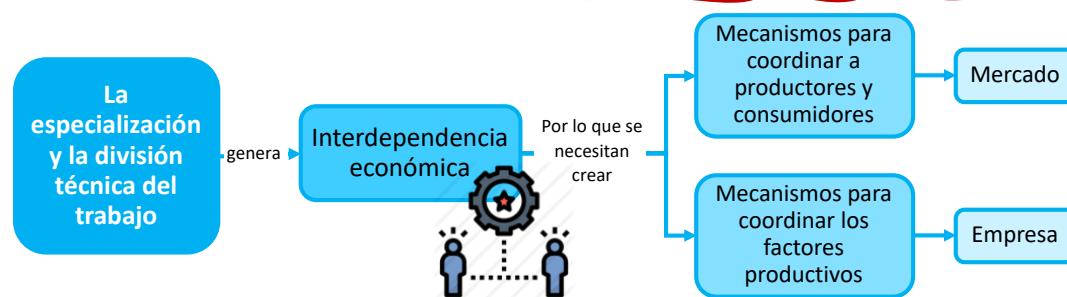 La
especialización
y la división
técnica del
trabajo
genera
Interdependencia
económica
Por lo que se
necesitan
crear
Mecanismos para
coordinar a
productores y
consumidores
Mercado
Mecanismos para
coordinar los
factores
productivos
Empresa